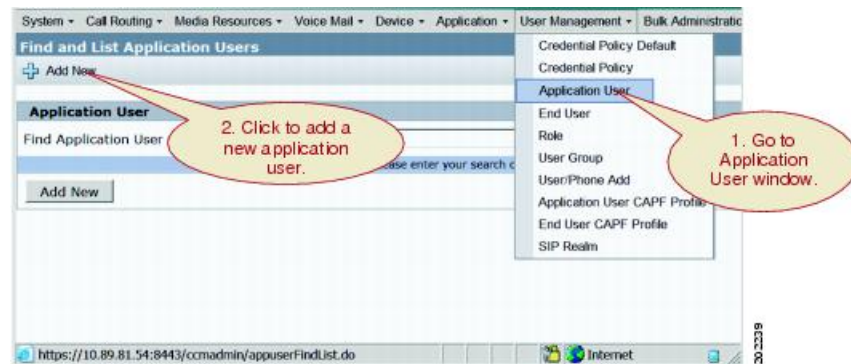 System Call Routing Media Resources Voice Mail Device Application User Management Bulk Administratic
Find and List Application Users
Add New
Application User
Find Application User
ase enter your search c
Add New
Credential Policy Default
Credential Policy
Application User
End User
Role
User Group
User/Phone Add
Application User CAPF Profile
End User CAPF Profile
SIP Realm
1. Go to
Application
User window.
2. Click to add a
new application
user.
https://10.89.81.54:8443/ccmadmin/appuserFindList.do
Internet
202239